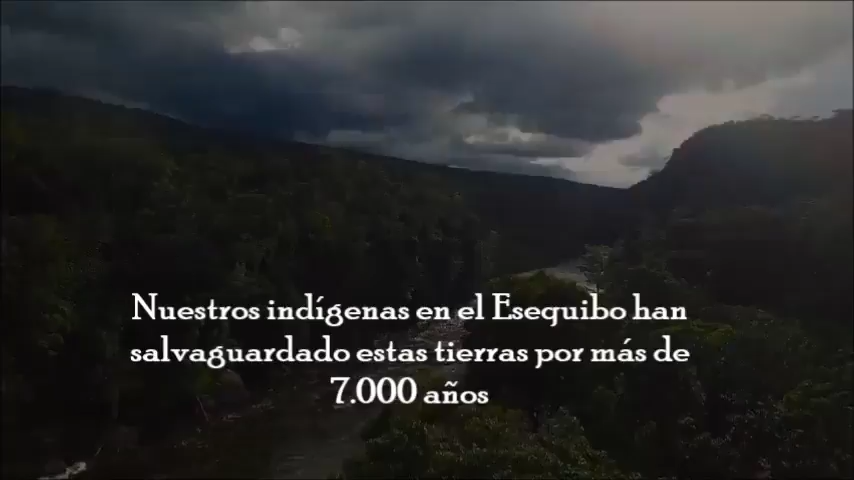 Nuestros indígenas en el Esequibo han
salvaguardado estas tierras por más de
7.000 años